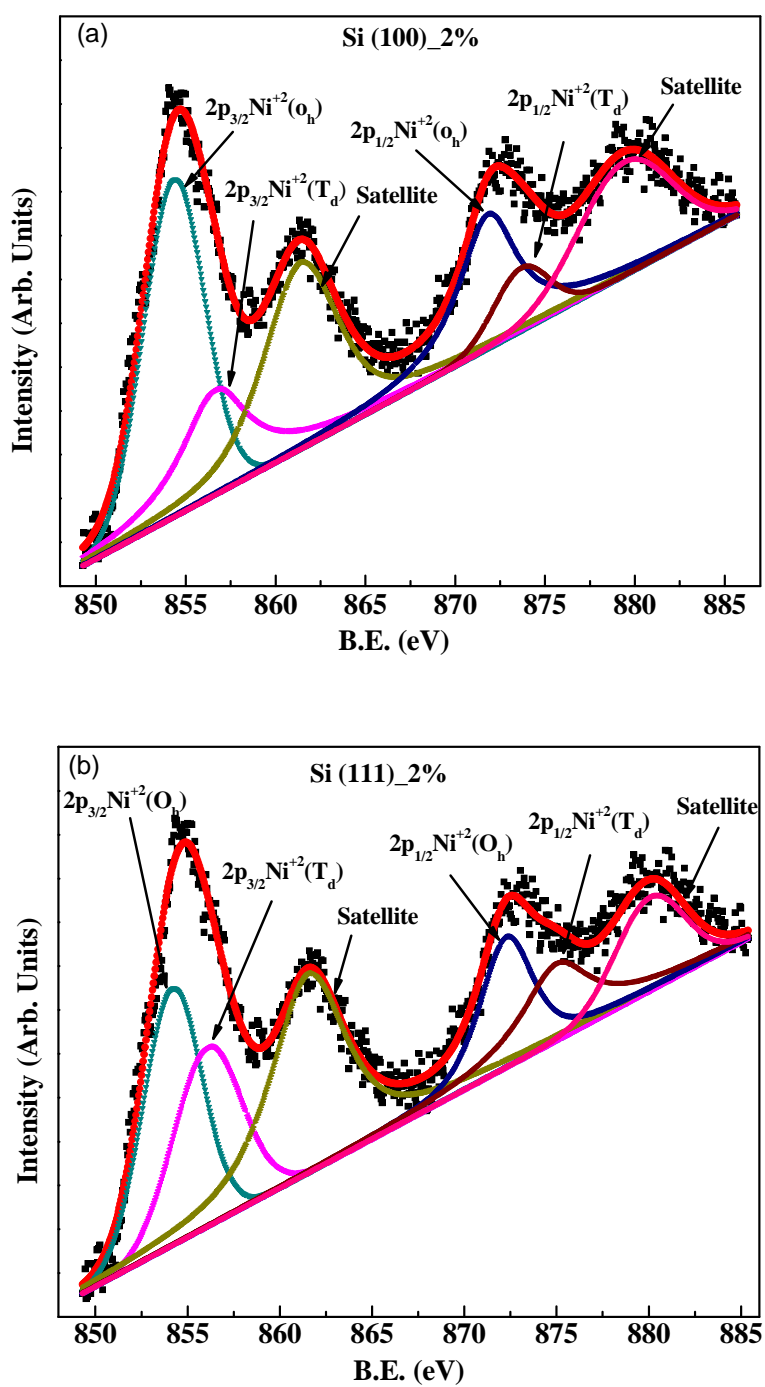 (a)
Si (100)_2%
2p3/2Ni+2(oh)
2p3/2Ni+2(Td)
Satellite
2p1/2Ni+2(oh)
2p1/2Ni+2(Td)
Satellite
Intensity (Arb. Units)
850 855 860 865 870 875 880 885
B.E. (eV)
(b)
Si (111)_2%
2p3/2Ni+2(Oh)
2p3/2Ni+2(Td)
Satellite
2p1/2Ni+2(Oh)
2p1/2Ni+2(Td)
Satellite
Intensity (Arb. Units)
850 855 860 865 870 875 880 885
B.E. (eV)